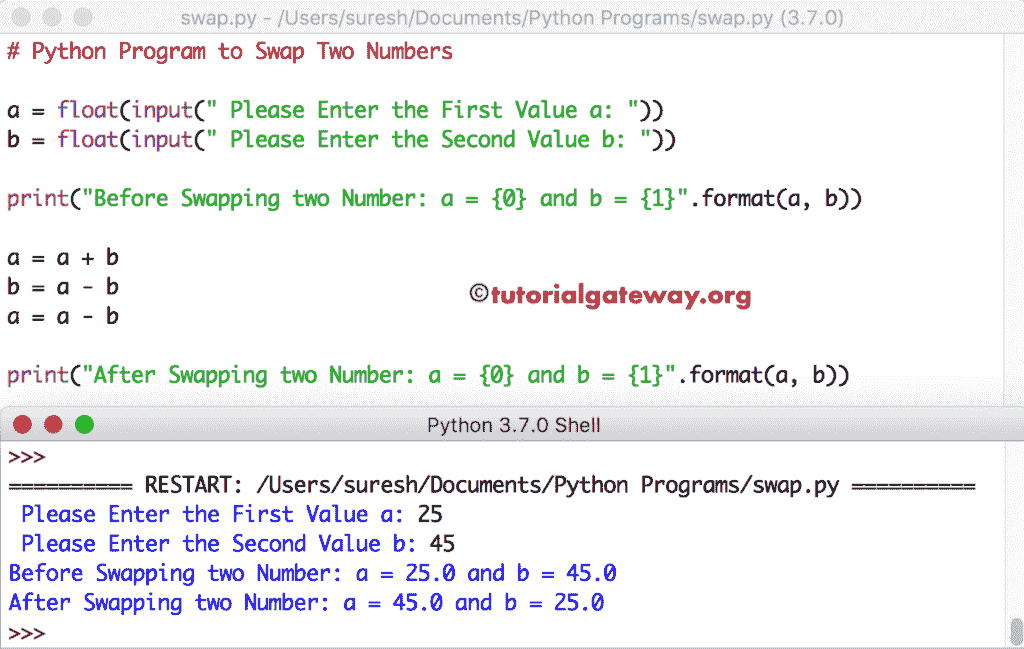 swap.py - /Users/suresh/Documents/Python Programs/swap.py (3.7.0)
# Python Program to Swap Two Numbers
a = float(input(" Please Enter the First Value a: "))
b = float(input(" Please Enter the Second Value b: "))
print("Before Swapping two Number: a = {0} and b = {1}".format(a, b))
a = a + b
b = a - b
©tutorialgateway.org
a = a - b
print("After Swapping two Number: a = {0} and b = {1}".format(a, b))
Python 3.7.0 Shell
>>>
========== RESTART: /Users/suresh/Documents/Python Programs/swap.py ==========
Please Enter the First Value a: 25
Please Enter the Second Value b: 45
Before Swapping two Number: a = 25.0 and b = 45.0
After Swapping two Number: a = 45.0 and b = 25.0
>>>